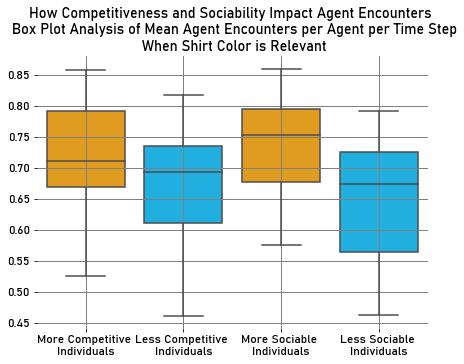 How Competitiveness and Sociability Impact Agent Encounters
Box Plot Analysis of Mean Agent Encounters per Agent per Time Step
When Shirt Color is Relevant
0.85
0.80
0.75
0.70
0.65
0.60
0.55
0.50
0.45
More Competitive Individuals
Less Competitive Individuals
More Sociable Individuals
Less Sociable Individuals